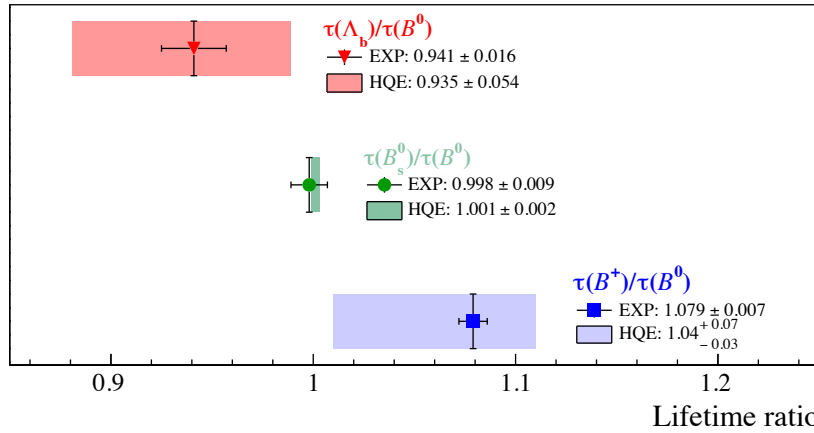 τ(Λb)/τ(B⁰)
EXP: 0.941 ± 0.016
HQE: 0.935 ± 0.054
τ(B⁰s)/τ(B⁰)
EXP: 0.998 ± 0.009
HQE: 1.001 ± 0.002
τ(B⁺)/τ(B⁰)
EXP: 1.079 ± 0.007
HQE: 1.04 + 0.07 − 0.03
0.9 1 1.1 1.2
Lifetime ratio